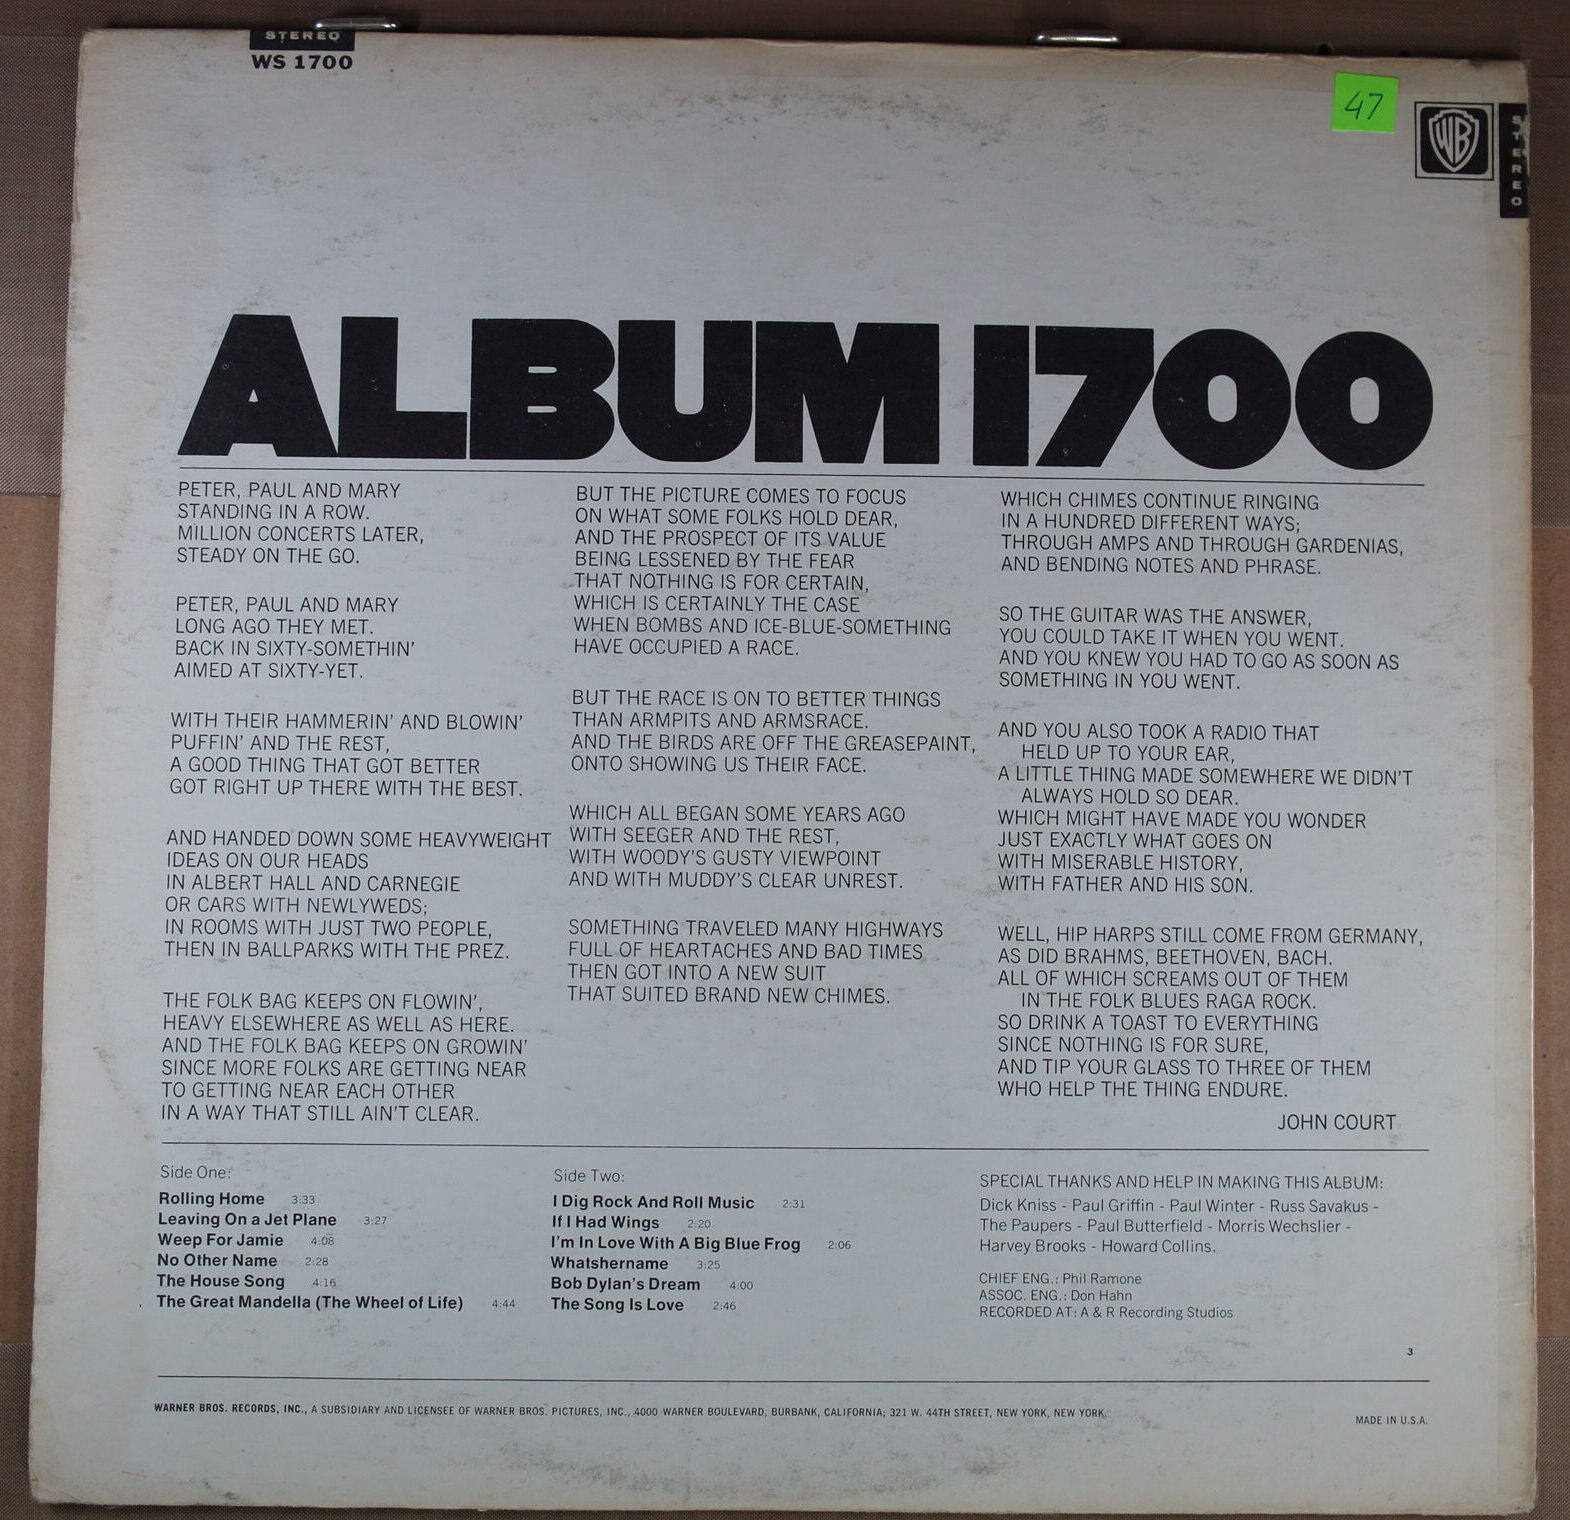 STEREO
WS 1700
47
WB
STEREO
ALBUM 1700
PETER, PAUL AND MARY
STANDING IN A ROW.
MILLION CONCERTS LATER,
STEADY ON THE GO.
PETER, PAUL AND MARY
LONG AGO THEY MET.
BACK IN SIXTY-SOMETHIN'
AIMED AT SIXTY-YET.
WITH THEIR HAMMERIN' AND BLOWIN'
PUFFIN' AND THE REST,
A GOOD THING THAT GOT BETTER
GOT RIGHT UP THERE WITH THE BEST.
AND HANDED DOWN SOME HEAVYWEIGHT
IDEAS ON OUR HEADS
IN ALBERT HALL AND CARNEGIE
OR CARS WITH NEWLYWEDS;
IN ROOMS WITH JUST TWO PEOPLE,
THEN IN BALLPARKS WITH THE PREZ.
THE FOLK BAG KEEPS ON FLOWIN',
HEAVY ELSEWHERE AS WELL AS HERE.
AND THE FOLK BAG KEEPS ON GROWIN'
SINCE MORE FOLKS ARE GETTING NEAR
TO GETTING NEAR EACH OTHER
IN A WAY THAT STILL AIN'T CLEAR.
BUT THE PICTURE COMES TO FOCUS
ON WHAT SOME FOLKS HOLD DEAR,
AND THE PROSPECT OF ITS VALUE
BEING LESSENED BY THE FEAR
THAT NOTHING IS FOR CERTAIN,
WHICH IS CERTAINLY THE CASE
WHEN BOMBS AND ICE-BLUE-SOMETHING
HAVE OCCUPIED A RACE.
BUT THE RACE IS ON TO BETTER THINGS
THAN ARMPITS AND ARMSRACE.
AND THE BIRDS ARE OFF THE GREASEPAINT,
ONTO SHOWING US THEIR FACE.
WHICH ALL BEGAN SOME YEARS AGO
WITH SEEGER AND THE REST,
WITH WOODY'S GUSTY VIEWPOINT
AND WITH MUDDY'S CLEAR UNREST.
SOMETHING TRAVELED MANY HIGHWAYS
FULL OF HEARTACHES AND BAD TIMES
THEN GOT INTO A NEW SUIT
THAT SUITED BRAND NEW CHIMES.
WHICH CHIMES CONTINUE RINGING
IN A HUNDRED DIFFERENT WAYS;
THROUGH AMPS AND THROUGH GARDENIAS,
AND BENDING NOTES AND PHRASE.
SO THE GUITAR WAS THE ANSWER,
YOU COULD TAKE IT WHEN YOU WENT.
AND YOU KNEW YOU HAD TO GO AS SOON AS
SOMETHING IN YOU WENT.
AND YOU ALSO TOOK A RADIO THAT
HELD UP TO YOUR EAR,
A LITTLE THING MADE SOMEWHERE WE DIDN'T
ALWAYS HOLD SO DEAR.
WHICH MIGHT HAVE MADE YOU WONDER
JUST EXACTLY WHAT GOES ON
WITH MISERABLE HISTORY,
WITH FATHER AND HIS SON.
WELL, HIP HARPS STILL COME FROM GERMANY,
AS DID BRAHMS, BEETHOVEN, BACH.
ALL OF WHICH SCREAMS OUT OF THEM
IN THE FOLK BLUES RAGA ROCK.
SO DRINK A TOAST TO EVERYTHING
SINCE NOTHING IS FOR SURE,
AND TIP YOUR GLASS TO THREE OF THEM
WHO HELP THE THING ENDURE.
JOHN COURT
Side One:
Rolling Home 3:33
Leaving On a Jet Plane 3:27
Weep For Jamie 4:08
No Other Name 2:28
The House Song 4:16
The Great Mandella (The Wheel of Life) 4:44
Side Two:
I Dig Rock And Roll Music 2:31
If I Had Wings 2:20
I'm In Love With A Big Blue Frog 2:06
Whatshername 3:25
Bob Dylan's Dream 4:00
The Song Is Love 2:46
SPECIAL THANKS AND HELP IN MAKING THIS ALBUM:
Dick Kniss - Paul Griffin - Paul Winter - Russ Savakus -
The Paupers - Paul Butterfield - Morris Wechslier -
Harvey Brooks - Howard Collins.
CHIEF ENG.: Phil Ramone
ASSOC. ENG.: Don Hahn
RECORDED AT: A & R Recording Studios
3
WARNER BROS. RECORDS, INC., A SUBSIDIARY AND LICENSEE OF WARNER BROS. PICTURES, INC., 4000 WARNER BOULEVARD, BURBANK, CALIFORNIA; 321 W. 44TH STREET, NEW YORK, NEW YORK.
MADE IN U.S.A.